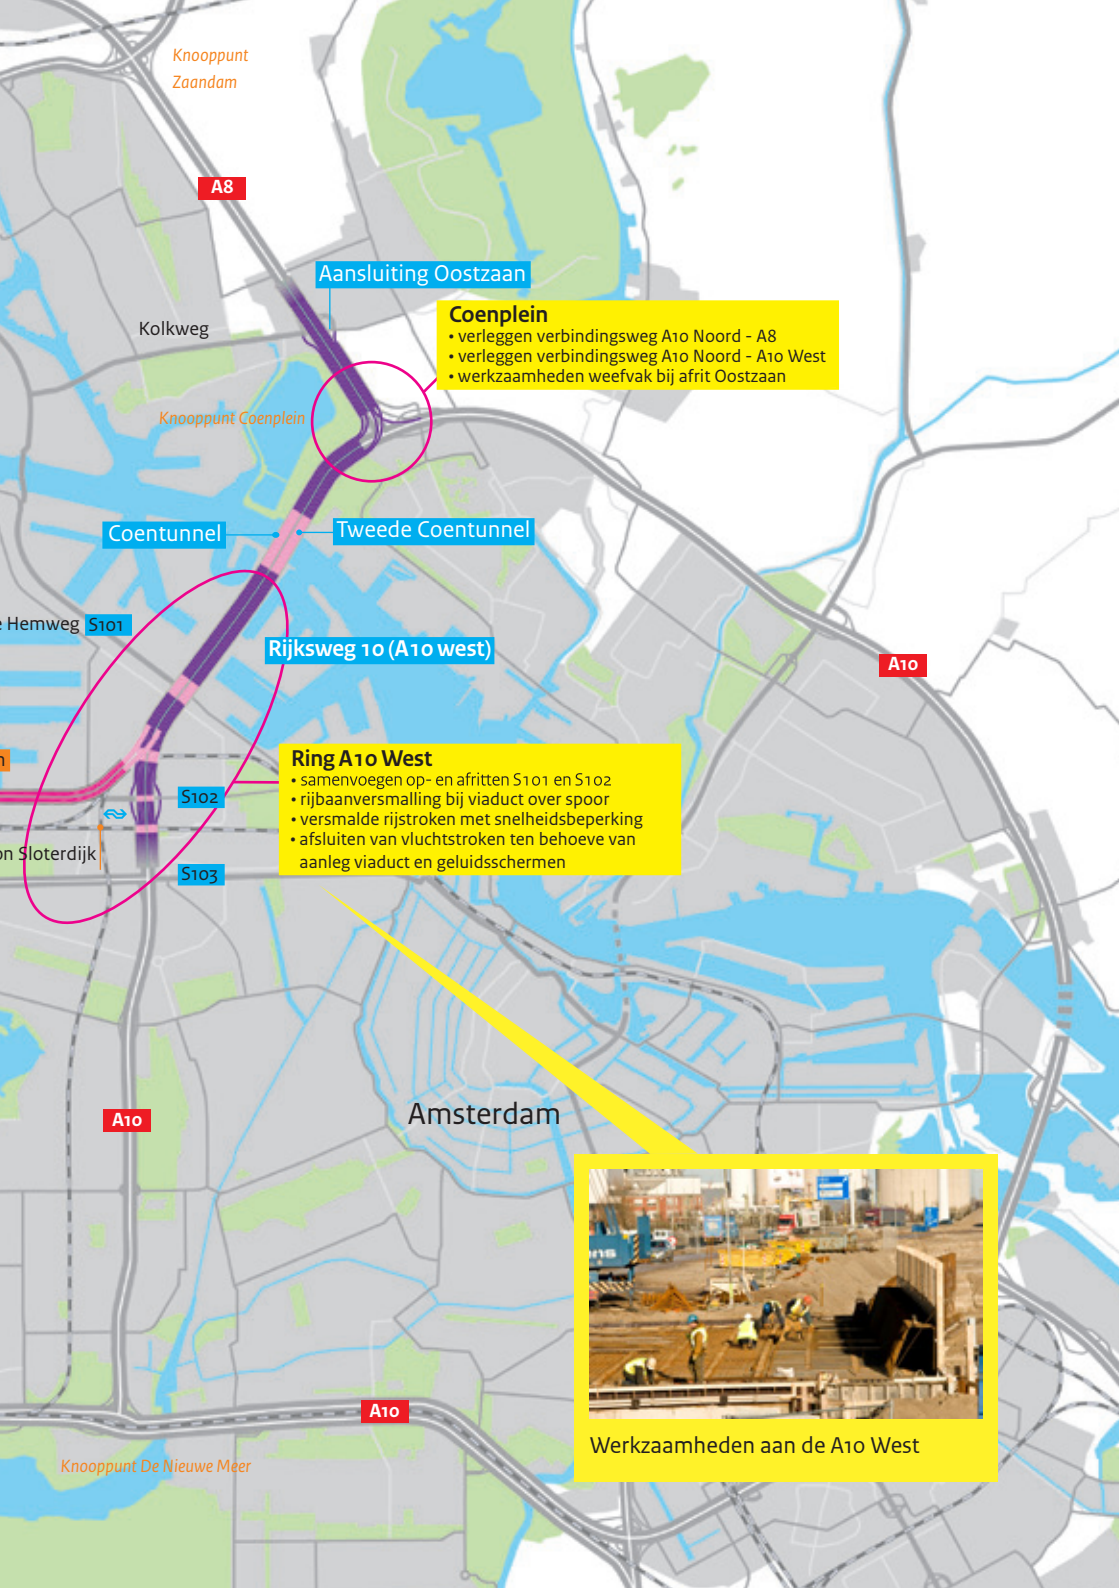 Knooppunt
Zaandam
A8
Aansluiting Oostzaan
Coenplein
• verleggen verbindingsweg A10 Noord - A8
• verleggen verbindingsweg A10 Noord - A10 West
• werkzaamheden weefvak bij afrit Oostzaan
Kolkweg
Knooppunt Coenplein
Coentunnel
Tweede Coentunnel
Hemweg S101
Rijksweg 10 (A10 west)
A10
Ring A10 West
• samenvoegen op- en afritten S101 en S102
• rijbaanversmalling bij viaduct over spoor
• versmalde rijstroken met snelheidsbeperking
• afsluiten van vluchtstroken ten behoeve van
aanleg viaduct en geluidsschermen
S102
on Sloterdijk
S103
A10
Amsterdam
A10
Werkzaamheden aan de A10 West
Knooppunt De Nieuwe Meer